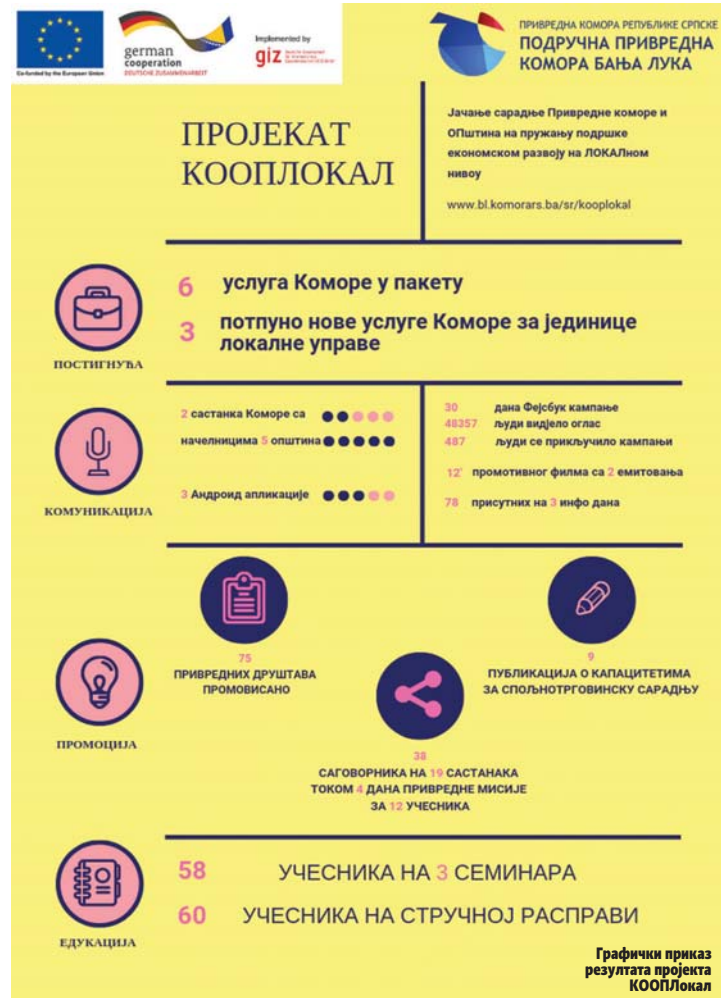 Co-funded by the European Union
german
cooperation
DEUTSCHE ZUSAMMENARBEIT
Implemented by
giz
ПРИВРЕДНА КОМОРА РЕПУБЛИКЕ СРПСКЕ
ПОДРУЧНА ПРИВРЕДНА
КОМОРА БАЊА ЛУКА
ПРОЈЕКАТ
КООПЛОКАЛ
Јачање сарадње Привредне коморе и
ОПштина на пружању подршке
економском развоју на ЛОКАЛном
нивоу
www.bl.komorars.ba/sr/kooplokal
ПОСТИГНУЋА
6 услуга Коморе у пакету
3 потпуно нове услуге Коморе за јединице
локалне управе
КОМУНИКАЦИЈА
2 састанка Коморе са
начелницима 5 општина
3 Андроид апликације
30 дана Фејсбук кампање
48357 људи видјело оглас
487 људи се прикључило кампањи
12' промотивног филма са 2 емитовања
78 присутних на 3 инфо дана
ПРОМОЦИЈА
75
ПРИВРЕДНИХ ДРУШТАВА
ПРОМОВИСАНО
9
ПУБЛИКАЦИЈА О КАПАЦИТЕТИМА
ЗА СПОЉНОТРГОВИНСКУ САРАДЊУ
38
САГОВОРНИКА НА 19 САСТАНАКА
ТОКОМ 4 ДАНА ПРИВРЕДНЕ МИСИЈЕ
ЗА 12 УЧЕСНИКА
ЕДУКАЦИЈА
58 УЧЕСНИКА НА 3 СЕМИНАРА
60 УЧЕСНИКА НА СТРУЧНОЈ РАСПРАВИ
Графички приказ
резултата пројекта
КООПЛокал